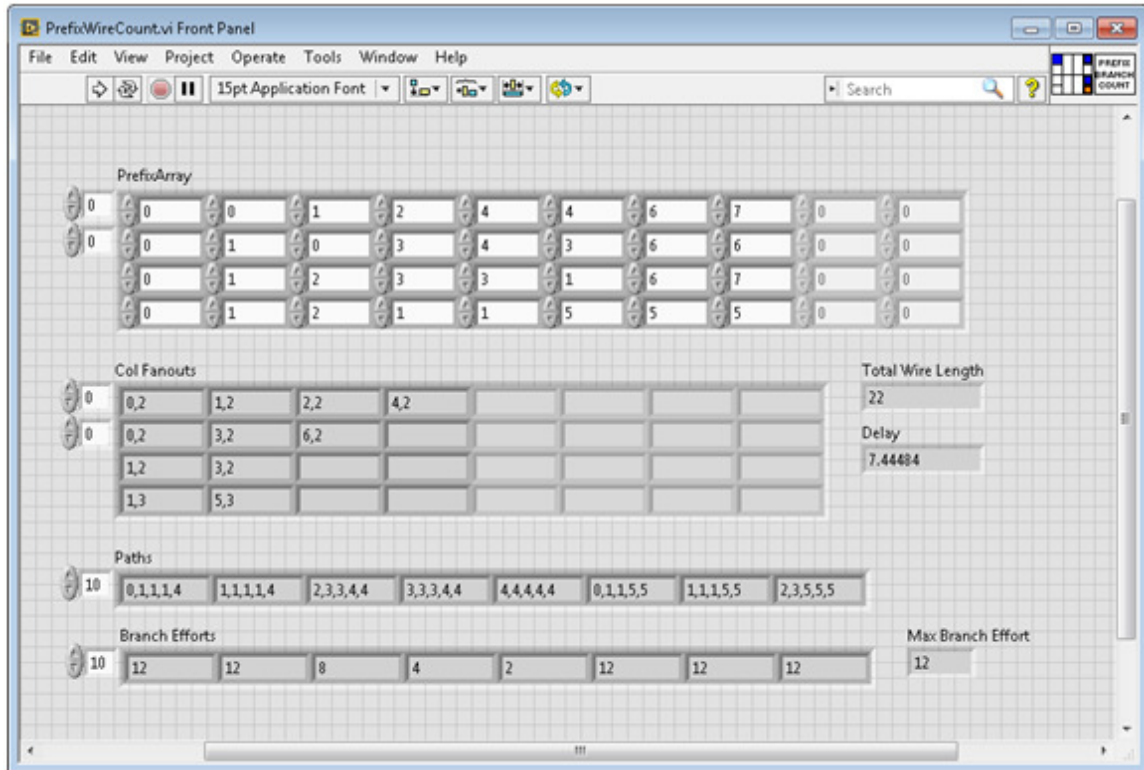 PrefixWireCount.vi Front Panel
File Edit View Project Operate Tools Window Help
15pt Application Font Search ? PREFIX
BRANCH
COUNT
PrefixArray
0 0 0 1 2 4 4 6 7 0 0
0 0 1 0 3 4 3 6 6 0 0
0 1 2 3 3 1 6 7 0 0
0 1 2 1 1 5 5 5 0 0
Col Fanouts Total Wire Length
0 0,2 1,2 2,2 4,2 22
0 0,2 3,2 6,2 Delay
1,2 3,2 7.44484
1,3 5,3
Paths
10 0,1,1,1,4 1,1,1,1,4 2,3,3,4,4 3,3,3,4,4 4,4,4,4,4 0,1,1,5,5 1,1,1,5,5 2,3,5,5,5
Branch Efforts Max Branch Effort
10 12 12 8 4 2 12 12 12 12